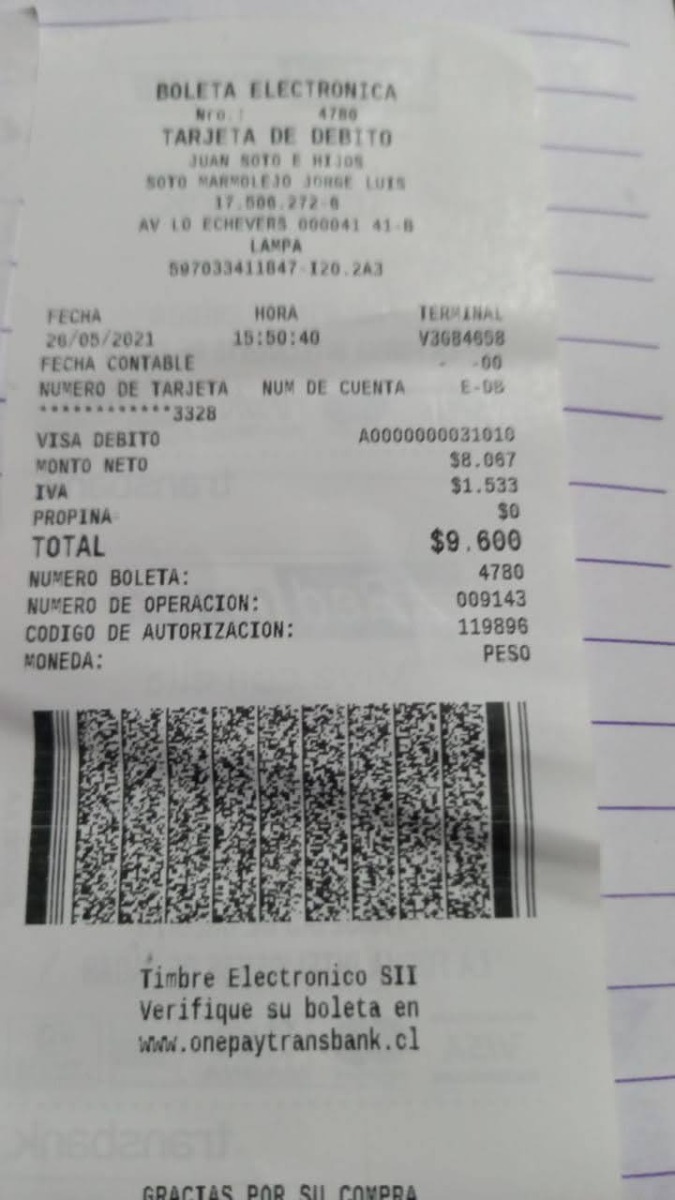 BOLETA ELECTRONICA
Nro.: 4780
TARJETA DE DEBITO
JUAN SOTO E HIJOS
SOTO MARMOLEJO JORGE LUIS
17.506.272-6
AV LO ECHEVERS 000041 41-B
LAMPA
597033411847-I20.2A3
FECHA HORA TERMINAL
26/05/2021 15:50:40 V3G84658
FECHA CONTABLE - -00
NUMERO DE TARJETA NUM DE CUENTA E-DB
************3328
VISA DEBITO A0000000031010
MONTO NETO $8.067
IVA $1.533
PROPINA $0
TOTAL $9.600
NUMERO BOLETA: 4780
NUMERO DE OPERACION: 009143
CODIGO DE AUTORIZACION: 119896
MONEDA: PESO
Timbre Electronico SII
Verifique su boleta en
www.onepaytransbank.cl
GRACIAS POR SU COMPRA